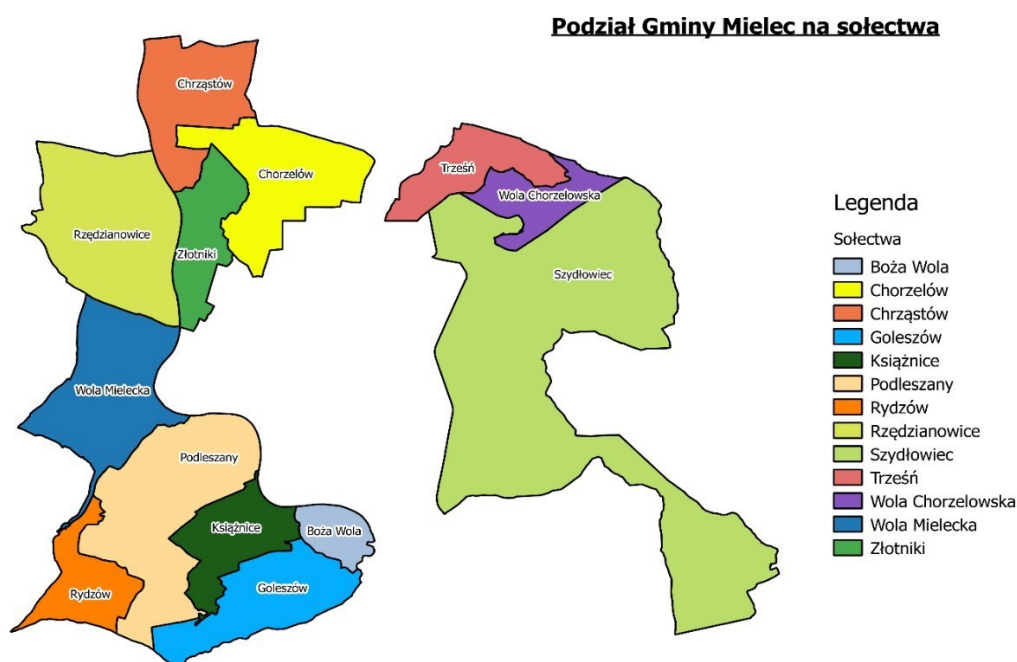 Podział Gminy Mielec na sołectwa
Chrząstów
Chorzelów
Trześń
Wola Chorzelowska
Rzędzianowice
Złotniki
Szydłowiec
Wola Mielecka
Podleszany
Książnice
Boża Wola
Goleszów
Rydzów
Legenda
Sołectwa
Boża Wola
Chorzelów
Chrząstów
Goleszów
Książnice
Podleszany
Rydzów
Rzędzianowice
Szydłowiec
Trześń
Wola Chorzelowska
Wola Mielecka
Złotniki